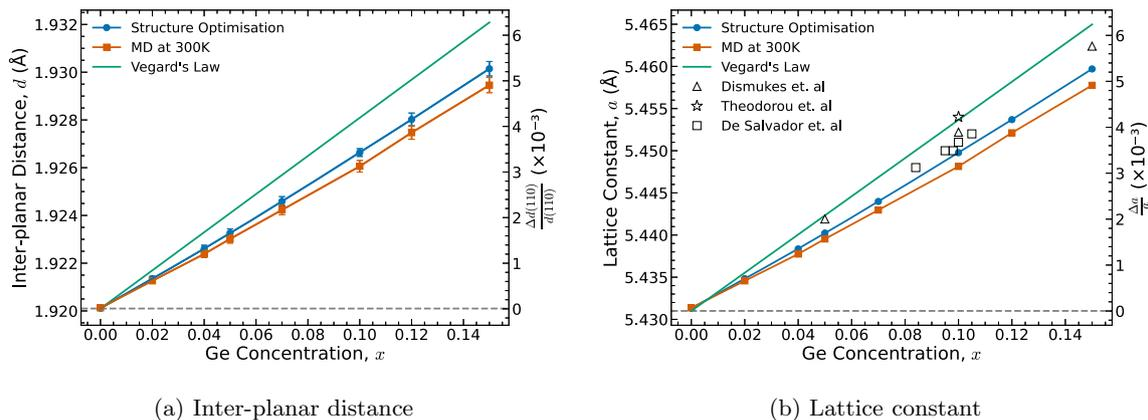 1.932
1.930
1.928
1.926
1.924
1.922
1.920
Inter-planar Distance, d (Å)
Structure Optimisation
MD at 300K
Vegard's Law
6
5
4
3
2
1
0
Δd(110)/d(110) (×10⁻³)
0.00 0.02 0.04 0.06 0.08 0.10 0.12 0.14
Ge Concentration, x
(a) Inter-planar distance
5.465
5.460
5.455
5.450
5.445
5.440
5.435
5.430
Lattice Constant, a (Å)
Structure Optimisation
MD at 300K
Vegard's Law
Dismukes et. al
Theodorou et. al
De Salvador et. al
6
5
4
3
2
1
0
Δa/a (×10⁻³)
0.00 0.02 0.04 0.06 0.08 0.10 0.12 0.14
Ge Concentration, x
(b) Lattice constant